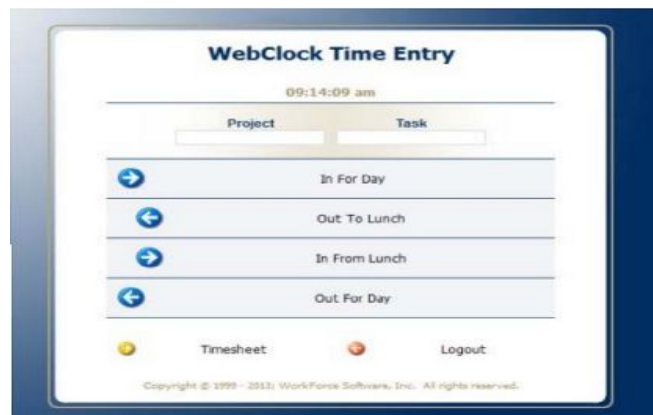 WebClock Time Entry
09:14:09 am
Project Task
In For Day
Out To Lunch
In From Lunch
Out For Day
Timesheet Logout
Copyright © 1999 - 2013; WorkForce Software, Inc. All rights reserved.